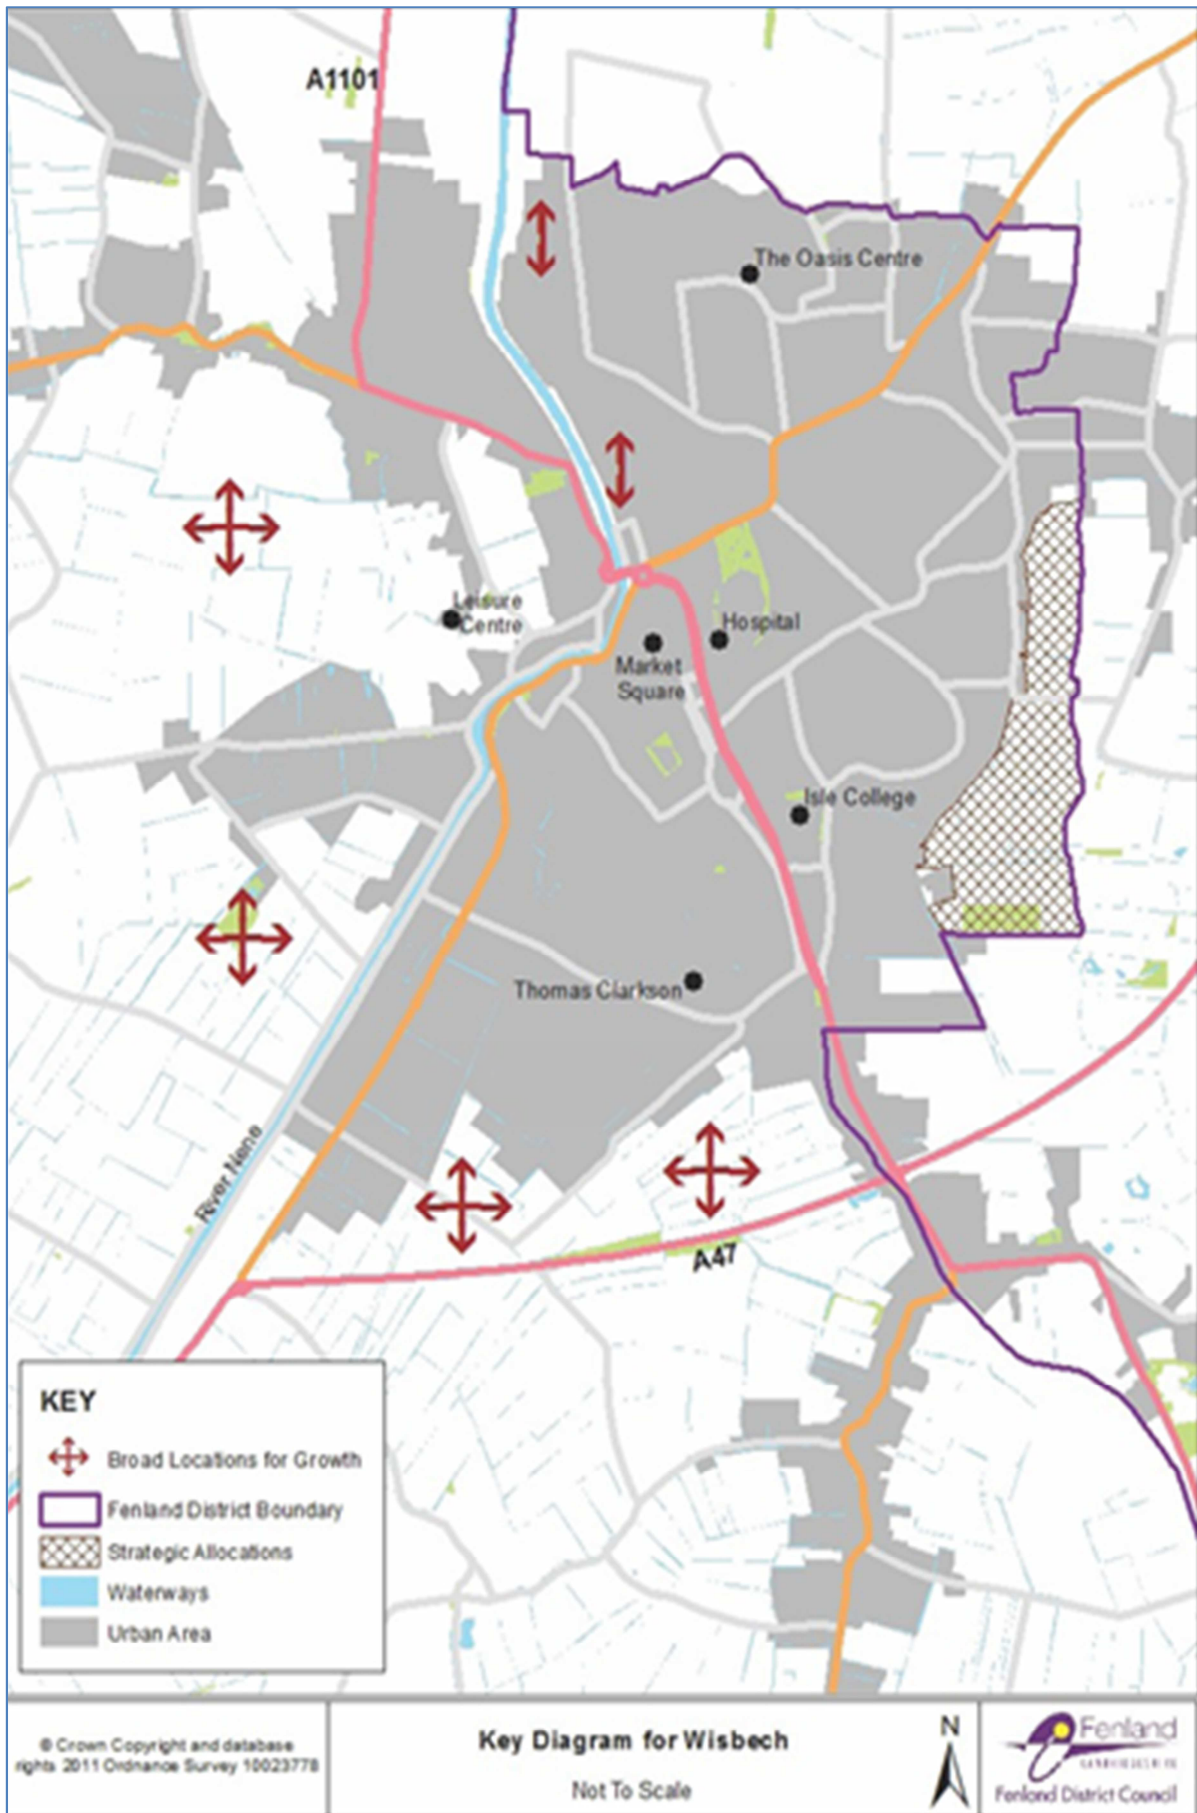 A1101
The Oasis Centre
Leisure
Centre
Hospital
Market
Square
Isle College
Thomas Clarkson
River Nene
A47
KEY
Broad Locations for Growth
Fenland District Boundary
Strategic Allocations
Waterways
Urban Area
© Crown Copyright and database
rights 2011 Ordnance Survey 10023778
Key Diagram for Wisbech
Not To Scale
N
Fenland
CAMBRIDGESHIRE
Fenland District Council